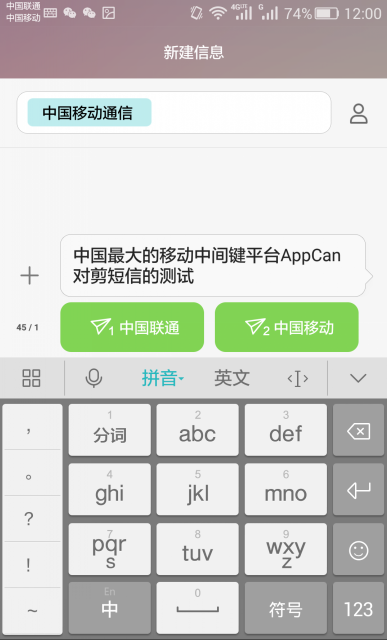 中国联通
中国移动
4G G 74% 12:00
新建信息
中国移动通信
中国最大的移动中间键平台AppCan
对剪短信的测试
45 / 1
1 中国联通
2 中国移动
拼音 英文
, 1 分词 2 abc 3 def
。 4 ghi 5 jkl 6 mno
? 7 pqrs 8 tuv 9 wxyz
! En 中 0 符号 123
~